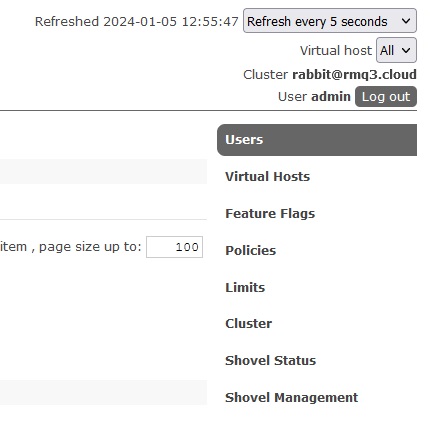 Refreshed 2024-01-05 12:55:47 Refresh every 5 seconds
Virtual host All
Cluster rabbit@rmq3.cloud
User admin Log out
Users
Virtual Hosts
Feature Flags
item , page size up to: 100
Policies
Limits
Cluster
Shovel Status
Shovel Management